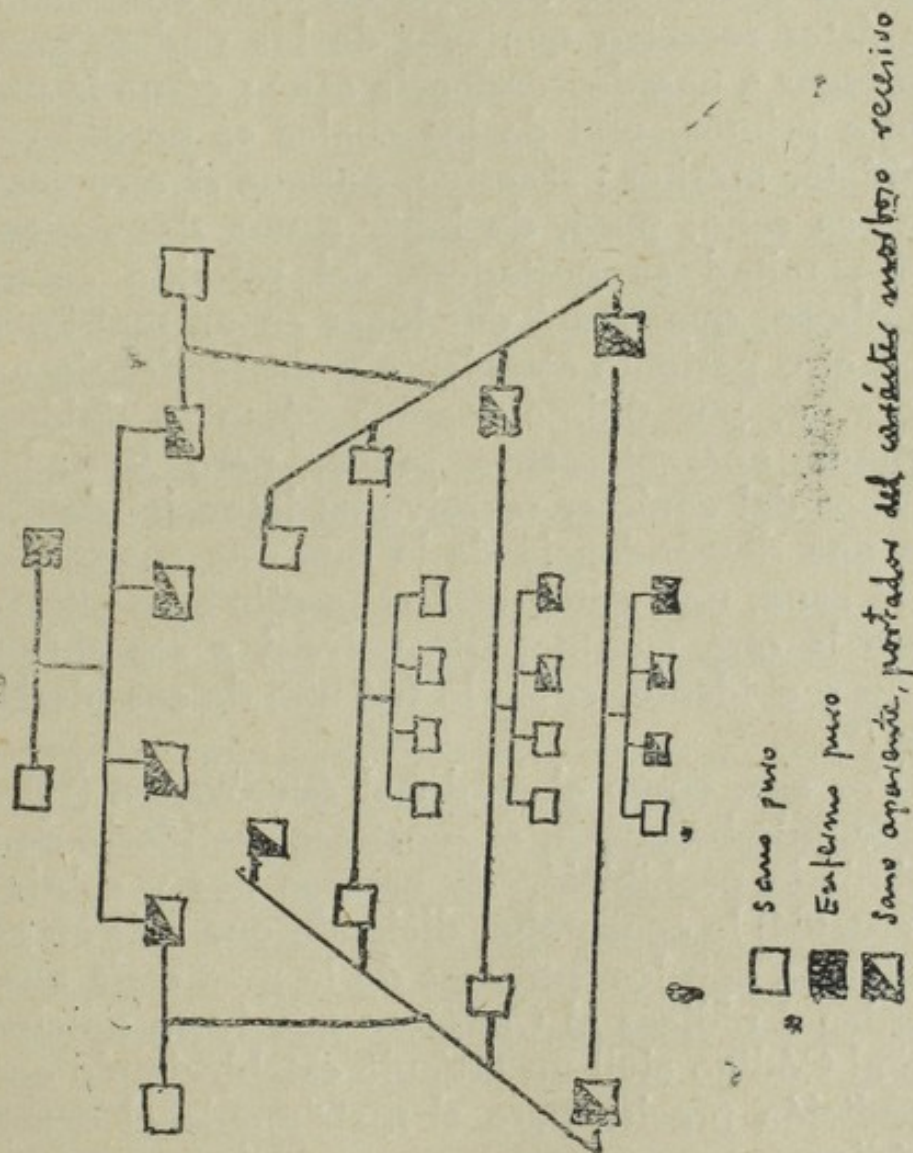 Sano puro
Enfermo puro
Sano aparente, portador del carácter morboso recesivo